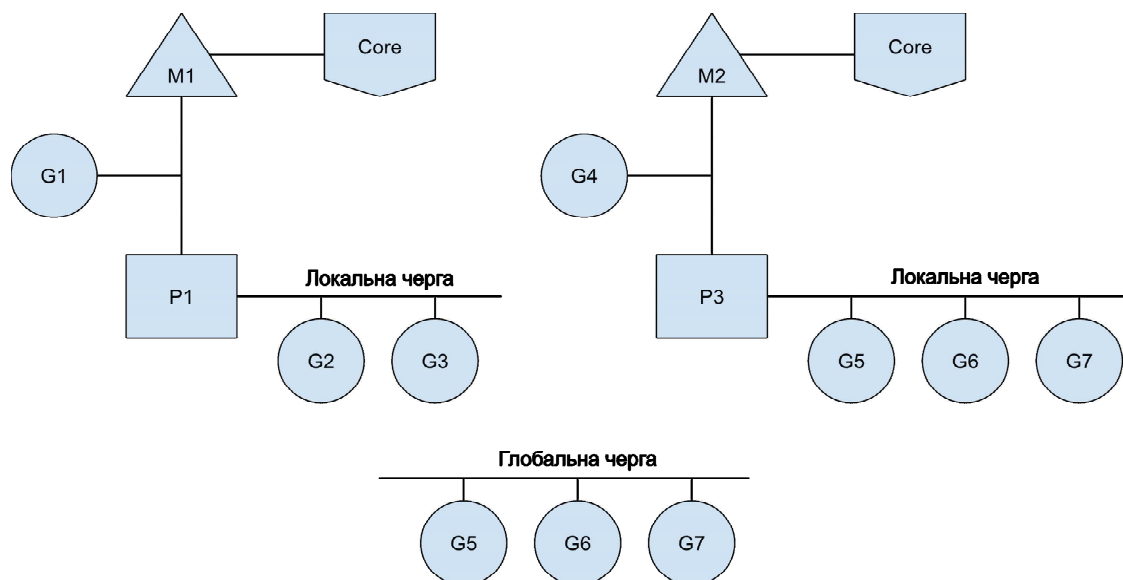 M1
Core
M2
Core
G1
G4
P1
Локальна черга
P3
Локальна черга
G2
G3
G5
G6
G7
Глобальна черга
G5
G6
G7